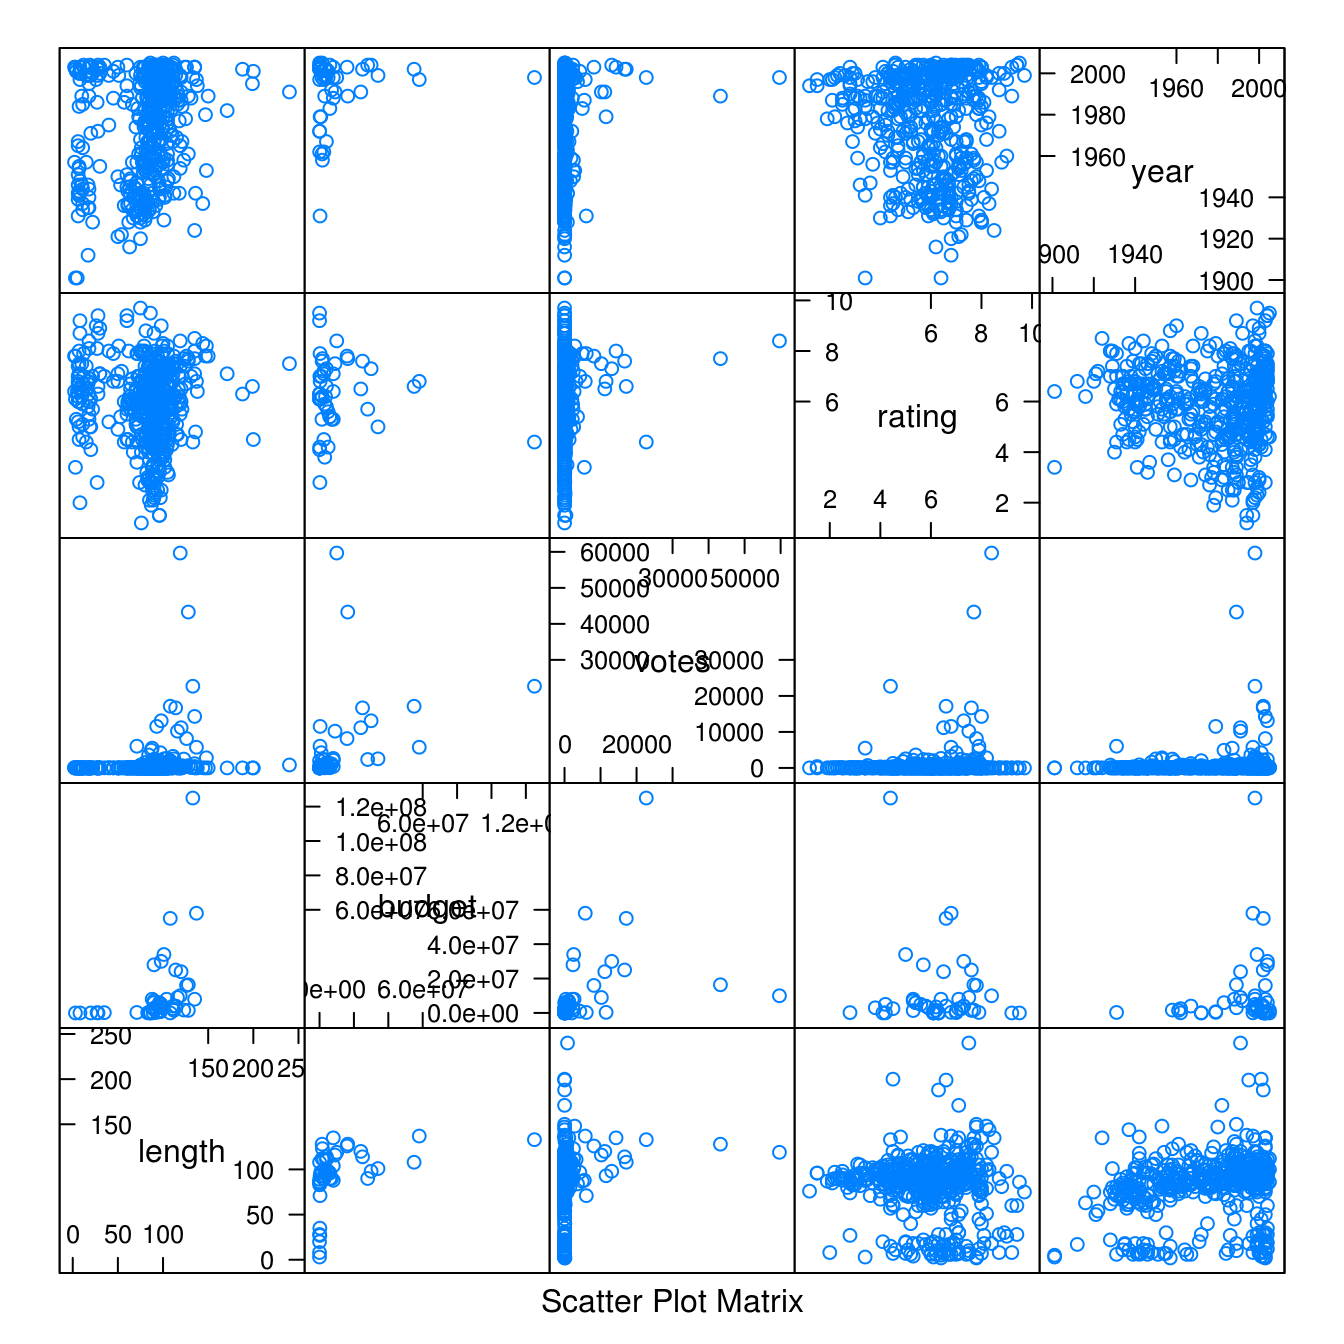 2000
1960 2000
1980
1960
year
1940
1920
900 1940
1900
10
6 8 10
8
6 6
rating
4
2 4 6
2
60000
30000 50000
50000
40000
30000 votes 30000
20000
10000
0 20000
0
1.2e+08
6.0e+07 1.2e+0
1.0e+08
8.0e+07
6.0e+07 budget 6.0e+07
4.0e+07
2.0e+07
0e+00 6.0e+07
0.0e+00
250
150 200 25
200
150
length
100
50
0 50 100
0
Scatter Plot Matrix